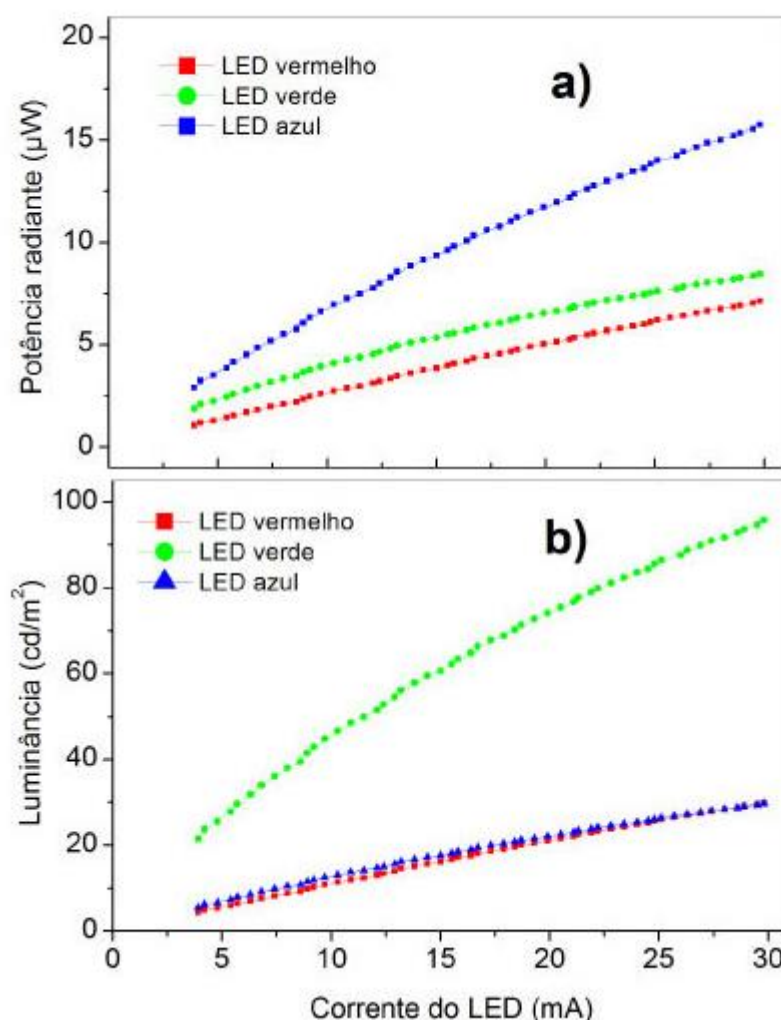 20
15
10
5
0
Potência radiante (µW)
LED vermelho
LED verde
LED azul
a)
100
80
60
40
20
0
Luminância (cd/m²)
LED vermelho
LED verde
LED azul
b)
0 5 10 15 20 25 30
Corrente do LED (mA)